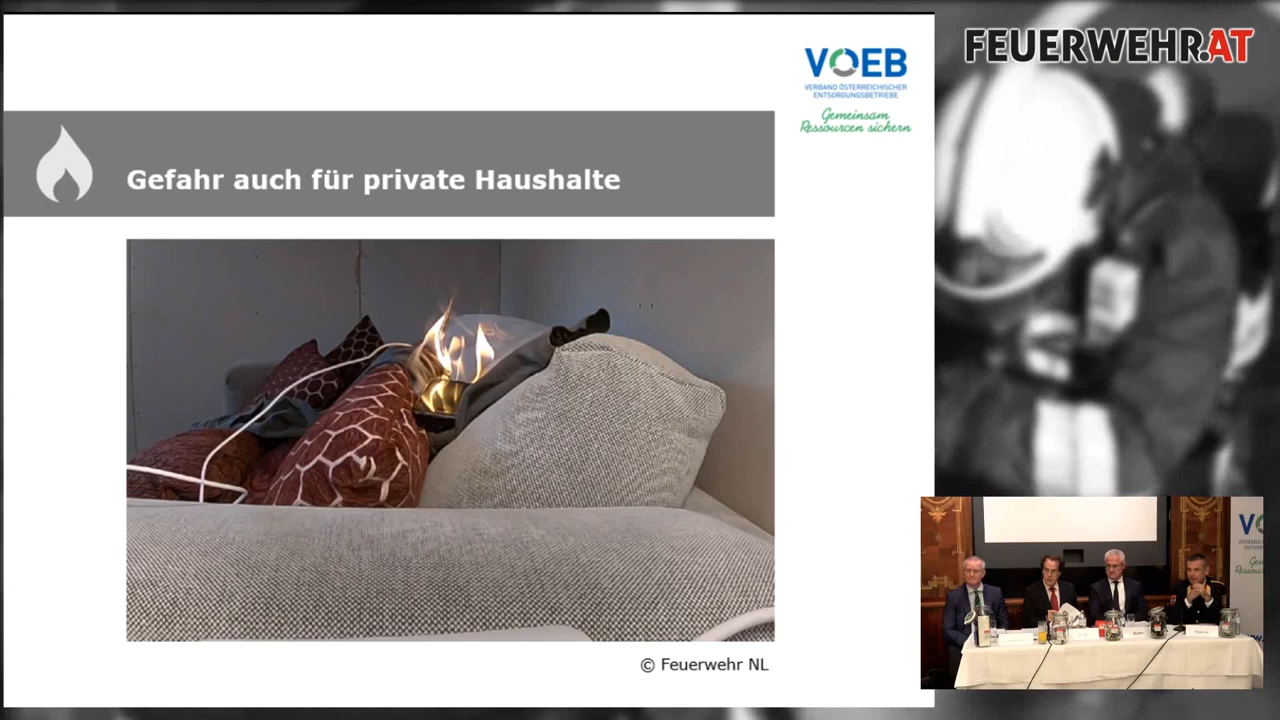 FEUERWEHR.AT
VOEB
VERBAND ÖSTERREICHISCHER
ENTSORGUNGSBETRIEBE
Gemeinsam
Ressourcen sichern
Gefahr auch für private Haushalte
© Feuerwehr NL